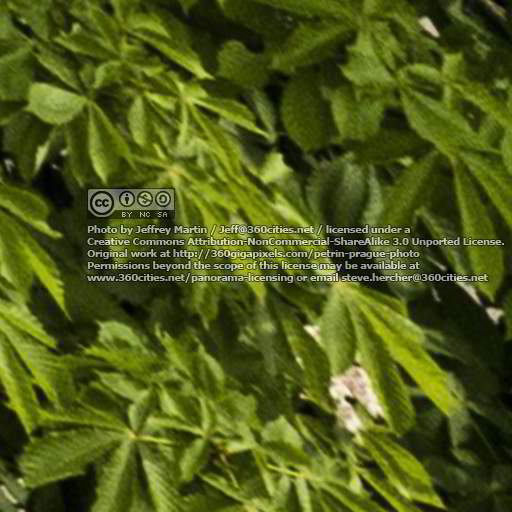 cc
BY NC SA
Photo by Jeffrey Martin / Jeff@360cities.net / licensed under a
Creative Commons Attribution-NonCommercial-ShareAlike 3.0 Unported License.
Original work at http://360gigapixels.com/petrin-prague-photo
Permissions beyond the scope of this license may be available at
www.360cities.net/panorama-licensing or email steve.hercher@360cities.net